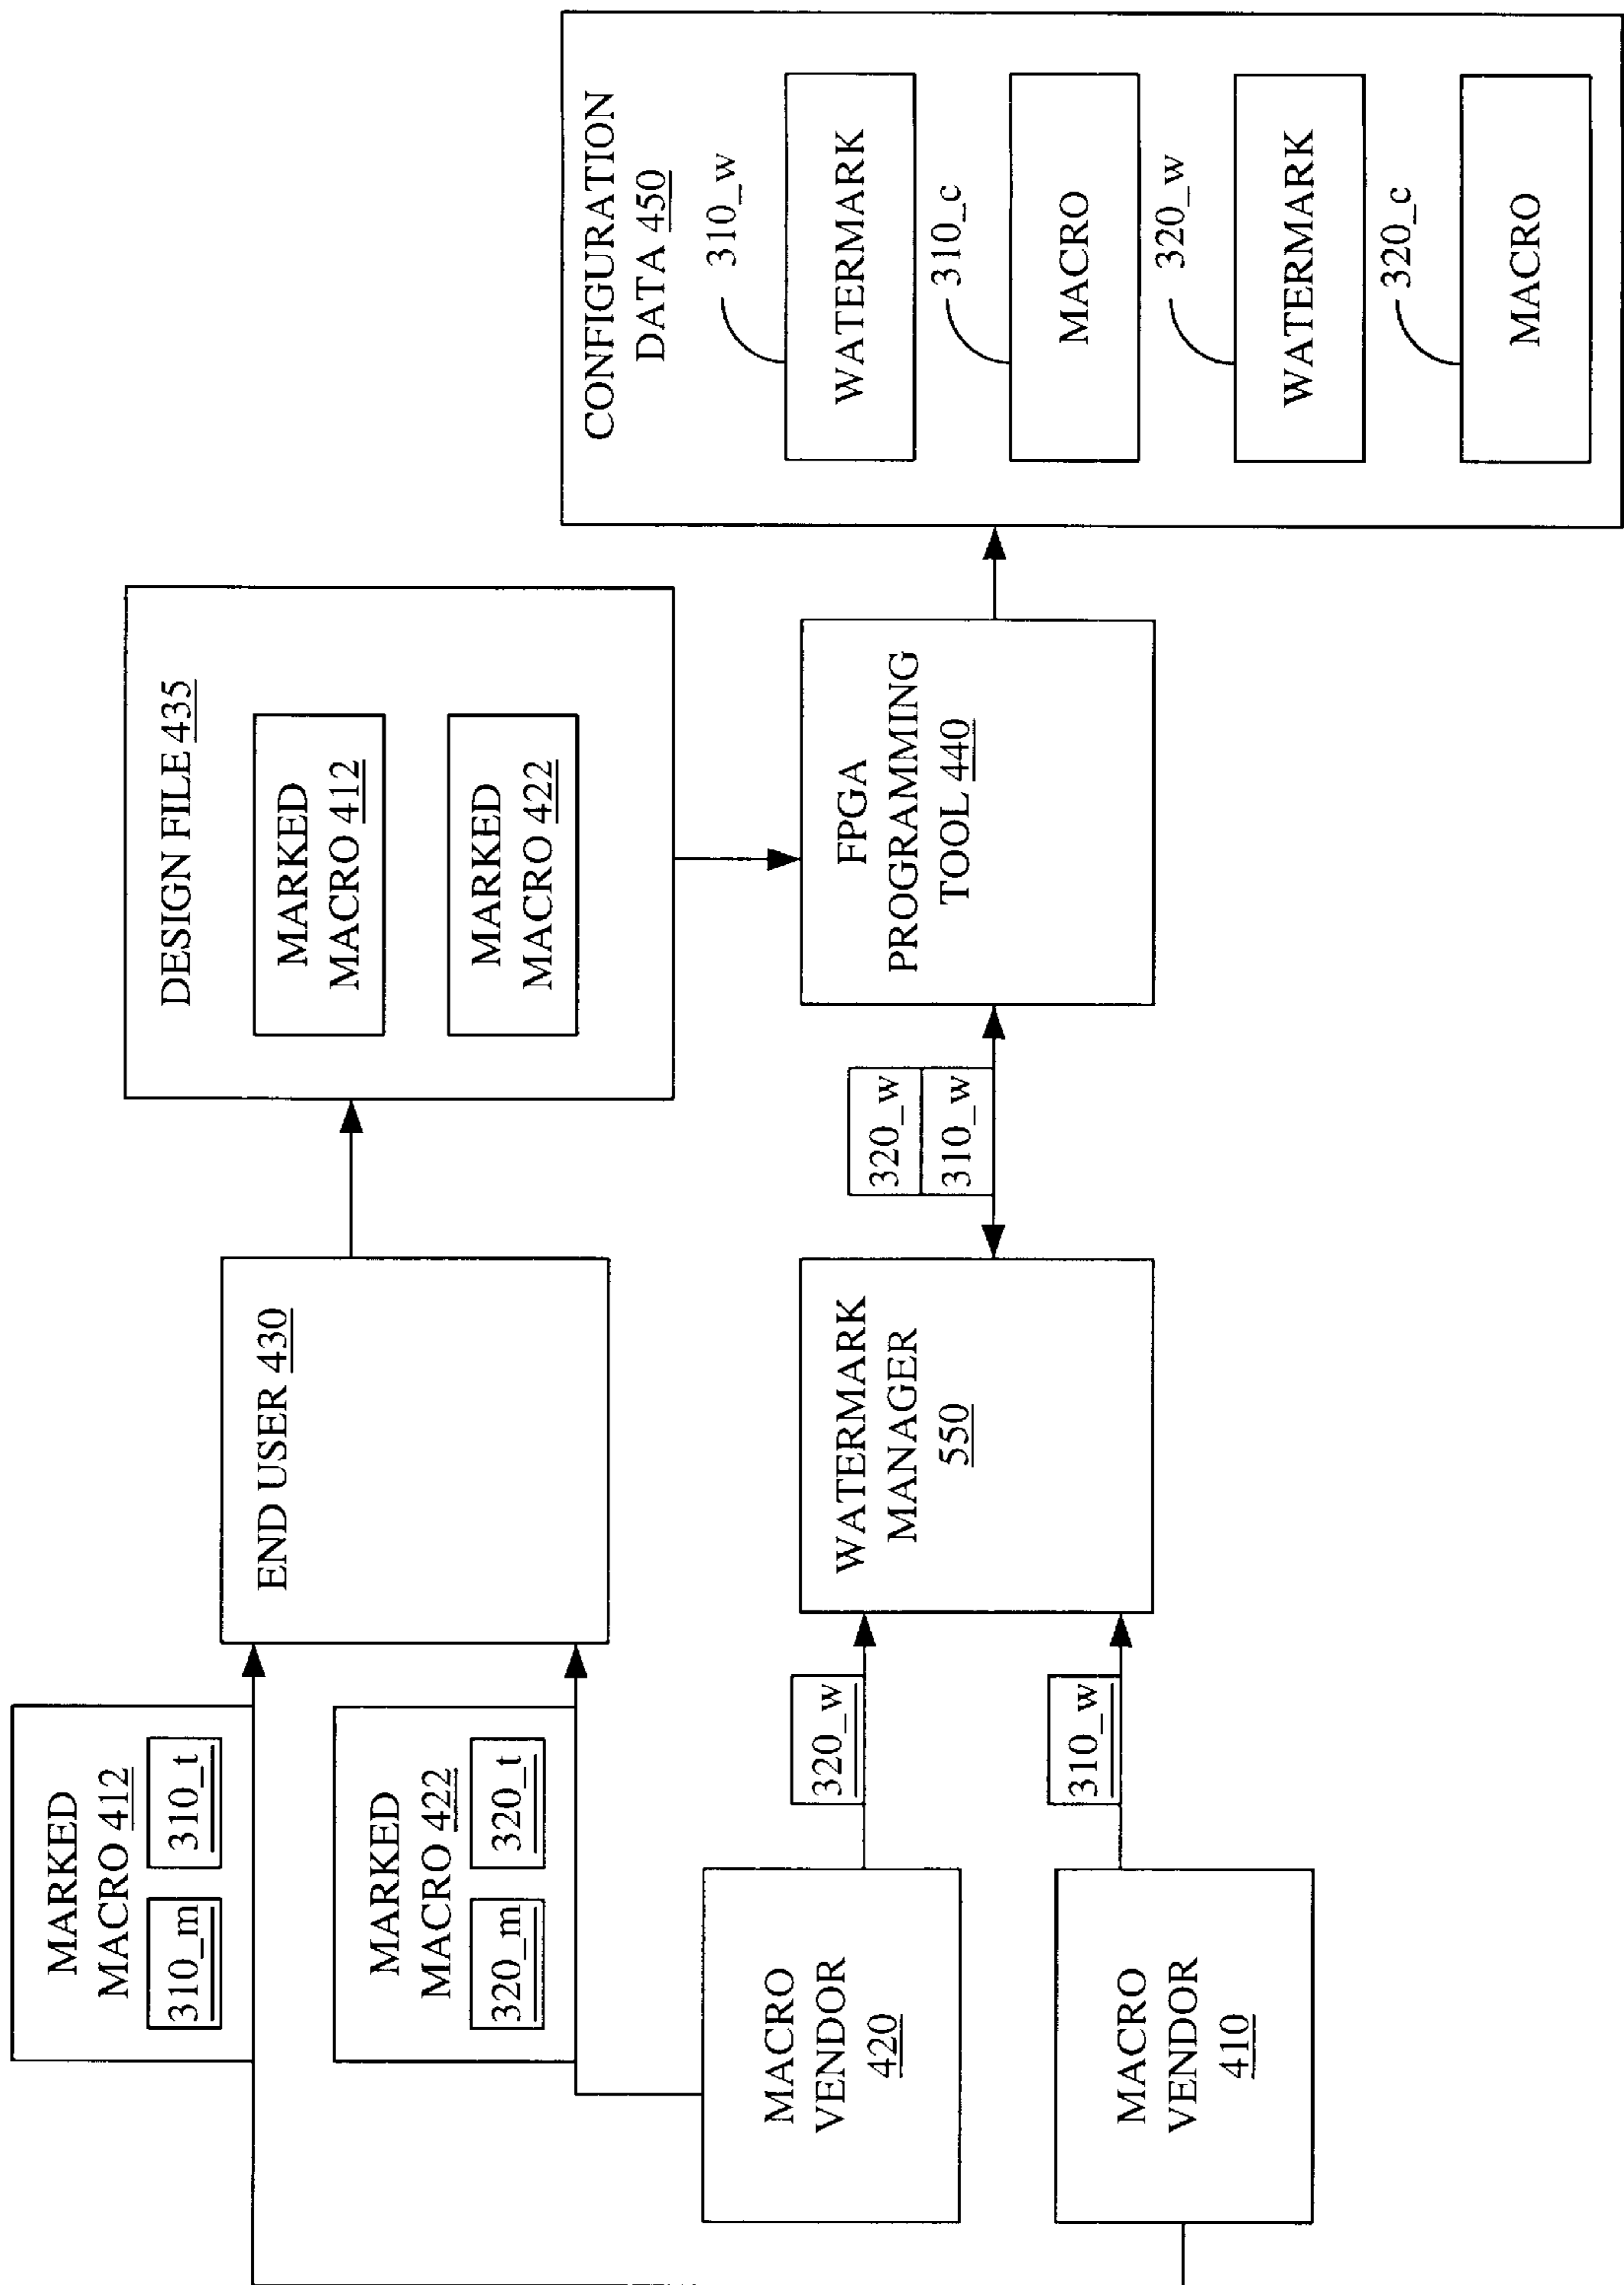 MARKED
MACRO 412
310_m
310_t
MARKED
MACRO 422
320_m
320_t
MACRO
VENDOR
420
MACRO
VENDOR
410
320_w
310_w
END USER 430
WATERMARK
MANAGER
550
320_w
310_w
DESIGN FILE 435
MARKED
MACRO 412
MARKED
MACRO 422
FPGA
PROGRAMMING
TOOL 440
CONFIGURATION
DATA 450
310_w
WATERMARK
310_c
MACRO
320_w
WATERMARK
320_c
MACRO